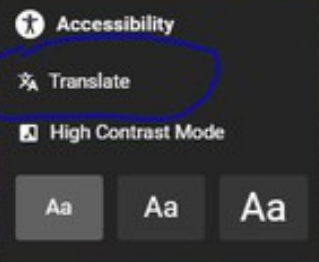 Accessibility
Translate
High Contrast Mode
Aa Aa Aa